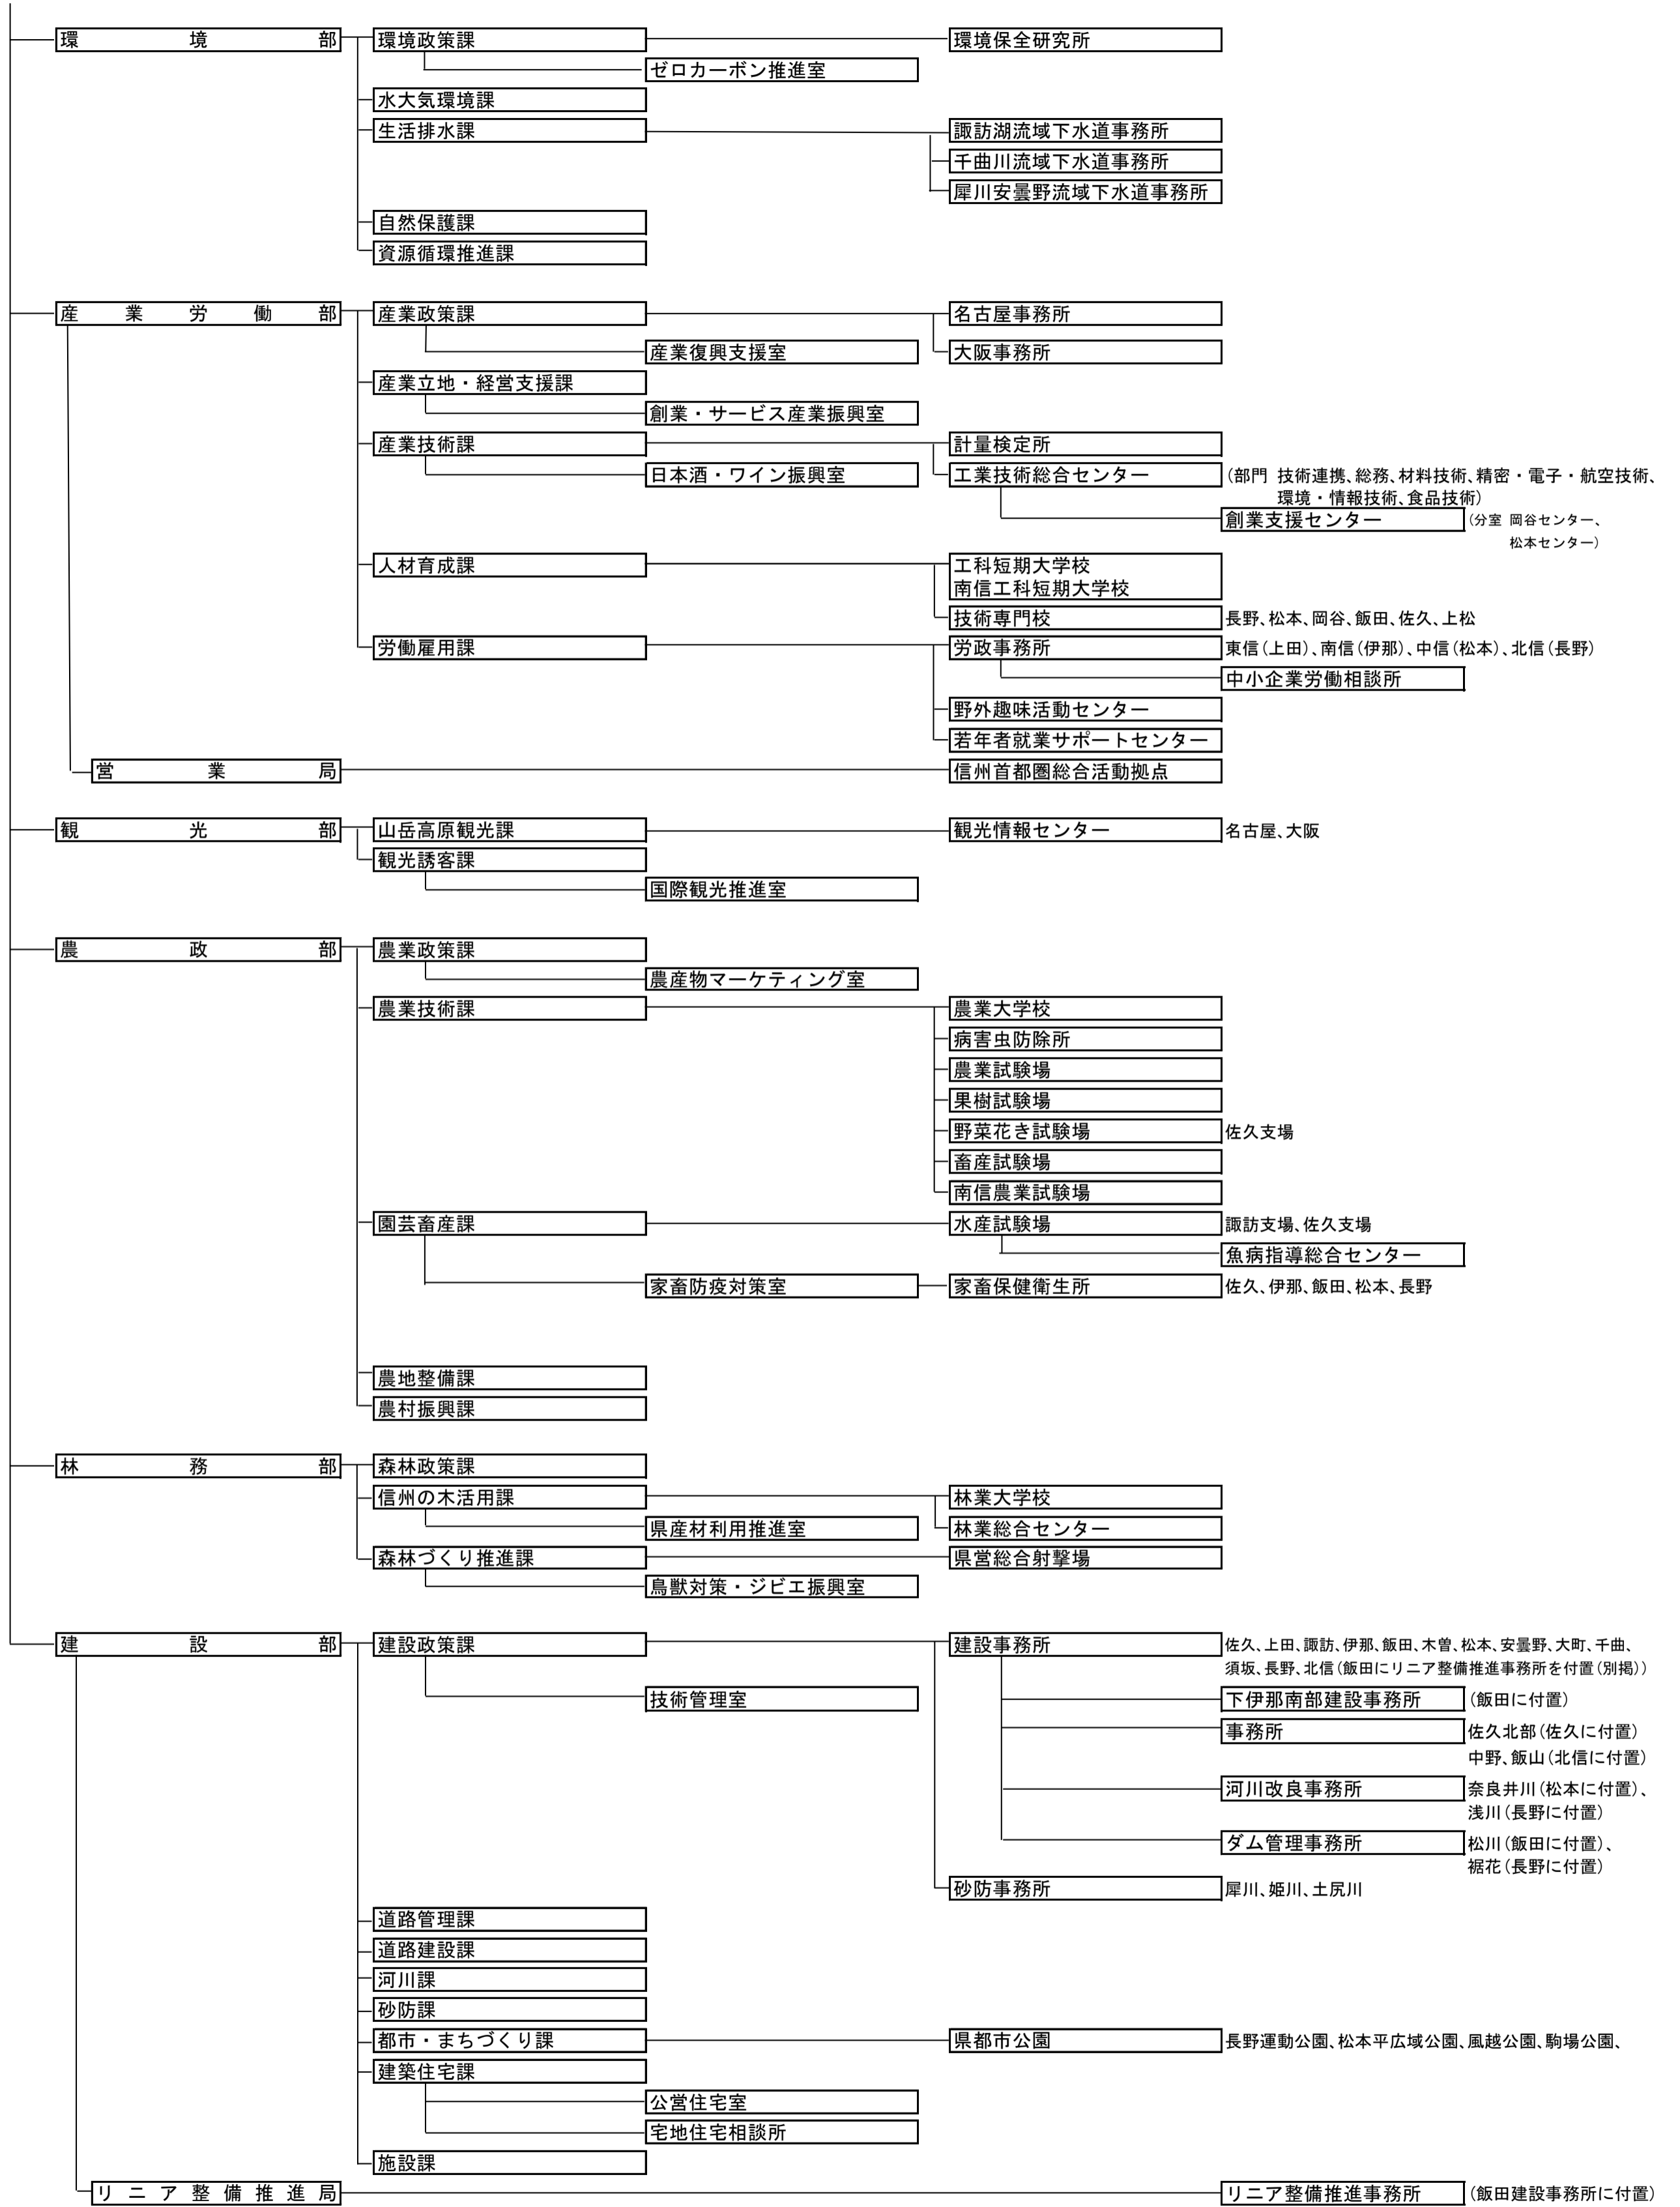 環境部 環境政策課 環境保全研究所
ゼロカーボン推進室
水大気環境課
生活排水課 諏訪湖流域下水道事務所
千曲川流域下水道事務所
犀川安曇野流域下水道事務所
自然保護課
資源循環推進課
産業労働部 産業政策課 名古屋事務所
産業復興支援室 大阪事務所
産業立地・経営支援課
創業・サービス産業振興室
産業技術課 計量検定所
日本酒・ワイン振興室 工業技術総合センター (部門 技術連携、総務、材料技術、精密・電子・航空技術、
環境・情報技術、食品技術)
創業支援センター (分室 岡谷センター、
松本センター)
人材育成課 工科短期大学校
南信工科短期大学校
技術専門校 長野、松本、岡谷、飯田、佐久、上松
労働雇用課 労政事務所 東信(上田)、南信(伊那)、中信(松本)、北信(長野)
中小企業労働相談所
野外趣味活動センター
若年者就業サポートセンター
営業局 信州首都圏総合活動拠点
観光部 山岳高原観光課 観光情報センター 名古屋、大阪
観光誘客課
国際観光推進室
農政部 農業政策課
農産物マーケティング室
農業技術課 農業大学校
病害虫防除所
農業試験場
果樹試験場
野菜花き試験場 佐久支場
畜産試験場
南信農業試験場
園芸畜産課 水産試験場 諏訪支場、佐久支場
魚病指導総合センター
家畜防疫対策室 家畜保健衛生所 佐久、伊那、飯田、松本、長野
農地整備課
農村振興課
林務部 森林政策課
信州の木活用課 林業大学校
県産材利用推進室 林業総合センター
森林づくり推進課 県営総合射撃場
鳥獣対策・ジビエ振興室
建設部 建設政策課 建設事務所 佐久、上田、諏訪、伊那、飯田、木曽、松本、安曇野、大町、千曲、
須坂、長野、北信(飯田にリニア整備推進事務所を付置(別掲))
技術管理室 下伊那南部建設事務所 (飯田に付置)
事務所 佐久北部(佐久に付置)
中野、飯山(北信に付置)
河川改良事務所 奈良井川(松本に付置)、
浅川(長野に付置)
ダム管理事務所 松川(飯田に付置)、
裾花(長野に付置)
砂防事務所 犀川、姫川、土尻川
道路管理課
道路建設課
河川課
砂防課
都市・まちづくり課 県都市公園 長野運動公園、松本平広域公園、風越公園、駒場公園、
建築住宅課
公営住宅室
宅地住宅相談所
施設課
リニア整備推進局 リニア整備推進事務所 (飯田建設事務所に付置)